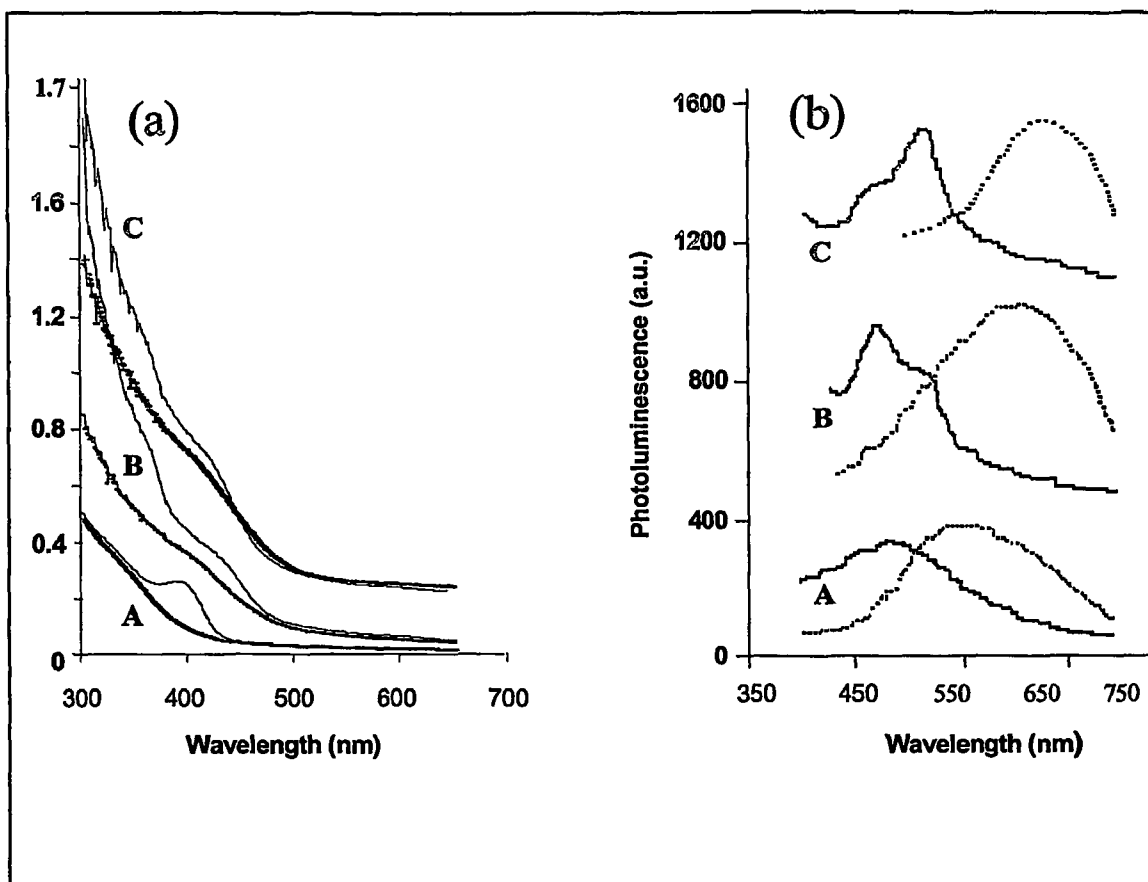 (a)
1.7
1.6
1.2
0.8
0.4
0
C
B
A
300 400 500 600 700
Wavelength (nm)
(b)
Photoluminescence (a.u.)
1600
1200
800
400
0
C
B
A
350 450 550 650 750
Wavelength (nm)